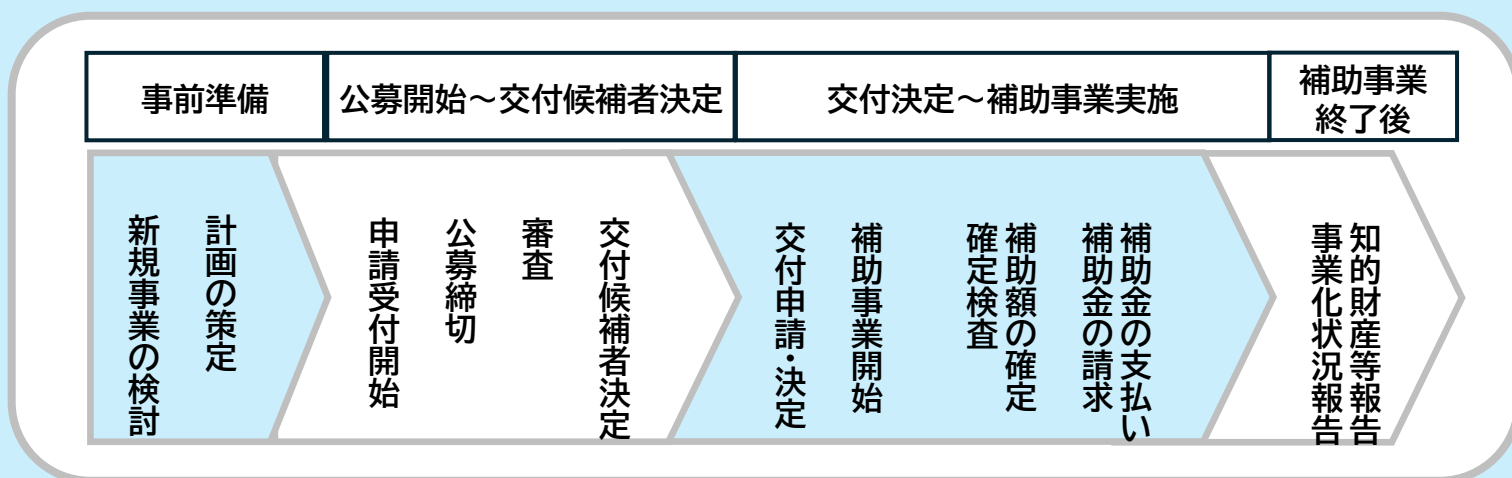 事前準備
公募開始～交付候補者決定
交付決定～補助事業実施
補助事業
終了後
新規事業の検討
計画の策定
申請受付開始
公募締切
審査
交付候補者決定
交付申請・決定
補助事業開始
確定検査
補助額の確定
補助金の請求
補助金の支払い
事業化状況報告
知的財産等報告